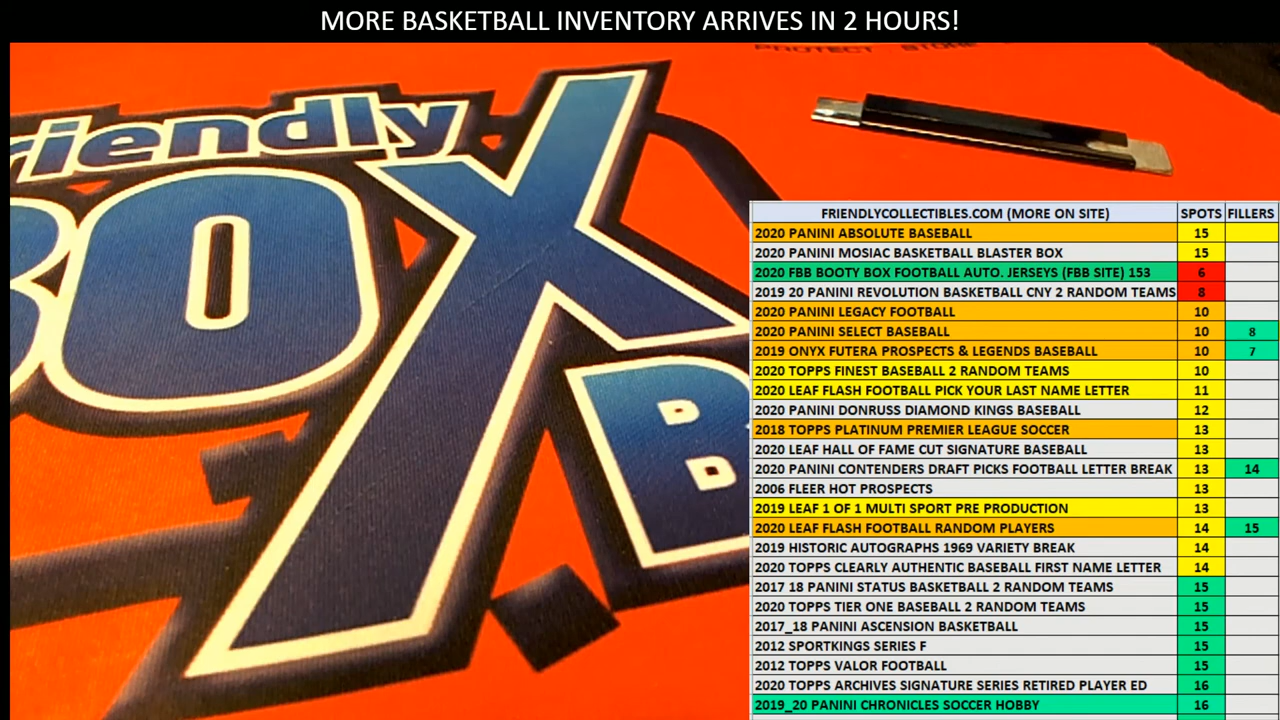 MORE BASKETBALL INVENTORY ARRIVES IN 2 HOURS!
PROTECT STORE
riendly
BOX
B
FRIENDLYCOLLECTIBLES.COM (MORE ON SITE) SPOTS FILLERS
2020 PANINI ABSOLUTE BASEBALL 15
2020 PANINI MOSIAC BASKETBALL BLASTER BOX 15
2020 FBB BOOTY BOX FOOTBALL AUTO. JERSEYS (FBB SITE) 153 6
2019 20 PANINI REVOLUTION BASKETBALL CNY 2 RANDOM TEAMS 8
2020 PANINI LEGACY FOOTBALL 10
2020 PANINI SELECT BASEBALL 10 8
2019 ONYX FUTERA PROSPECTS & LEGENDS BASEBALL 10 7
2020 TOPPS FINEST BASEBALL 2 RANDOM TEAMS 10
2020 LEAF FLASH FOOTBALL PICK YOUR LAST NAME LETTER 11
2020 PANINI DONRUSS DIAMOND KINGS BASEBALL 12
2018 TOPPS PLATINUM PREMIER LEAGUE SOCCER 13
2020 LEAF HALL OF FAME CUT SIGNATURE BASEBALL 13
2020 PANINI CONTENDERS DRAFT PICKS FOOTBALL LETTER BREAK 13 14
2006 FLEER HOT PROSPECTS 13
2019 LEAF 1 OF 1 MULTI SPORT PRE PRODUCTION 13
2020 LEAF FLASH FOOTBALL RANDOM PLAYERS 14 15
2019 HISTORIC AUTOGRAPHS 1969 VARIETY BREAK 14
2020 TOPPS CLEARLY AUTHENTIC BASEBALL FIRST NAME LETTER 14
2017 18 PANINI STATUS BASKETBALL 2 RANDOM TEAMS 15
2020 TOPPS TIER ONE BASEBALL 2 RANDOM TEAMS 15
2017_18 PANINI ASCENSION BASKETBALL 15
2012 SPORTKINGS SERIES F 15
2012 TOPPS VALOR FOOTBALL 15
2020 TOPPS ARCHIVES SIGNATURE SERIES RETIRED PLAYER ED 16
2019_20 PANINI CHRONICLES SOCCER HOBBY 16